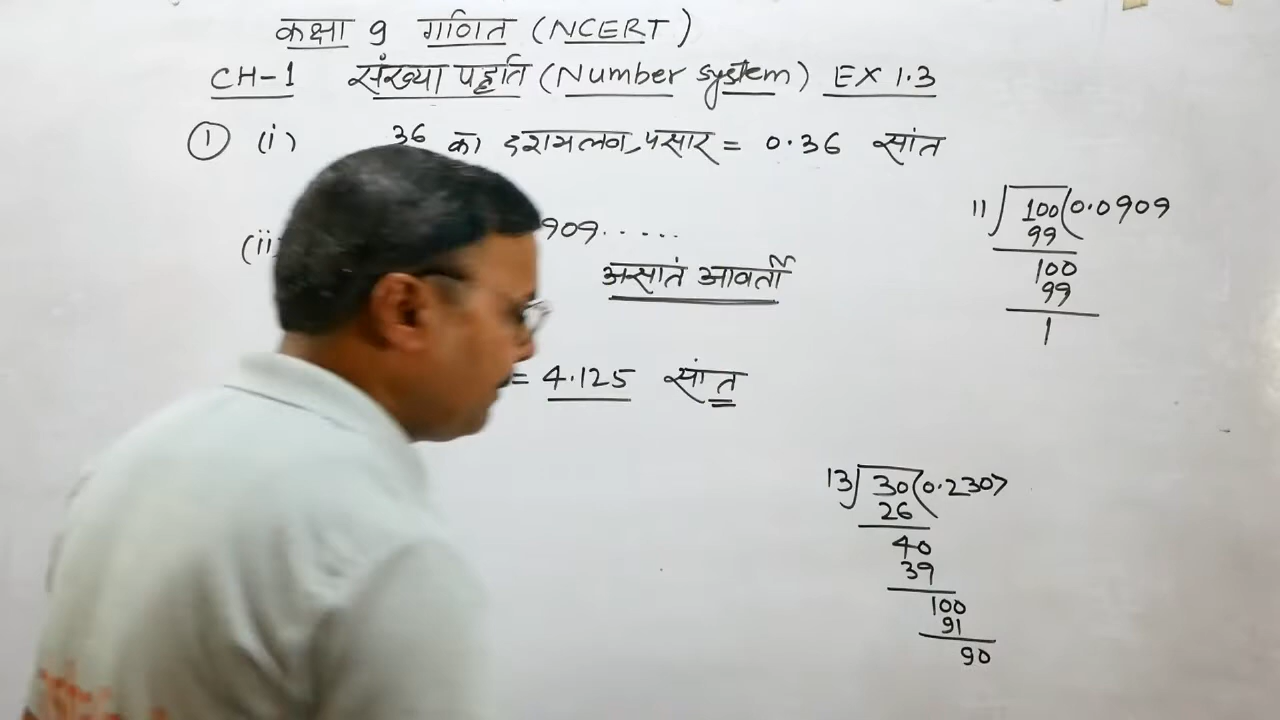 कक्षा 9 गणित (NCERT)
CH-1 संख्या पद्दति (Number system) EX 1.3
1 (i) 36 का दशमलव प्रसार = 0.36 सांत
(ii) 909......
असातं आवर्ती
= 4.125 सांत
11) 100 (0.0909
99
100
99
1
13) 30 (0.2307
26
40
39
100
91
90